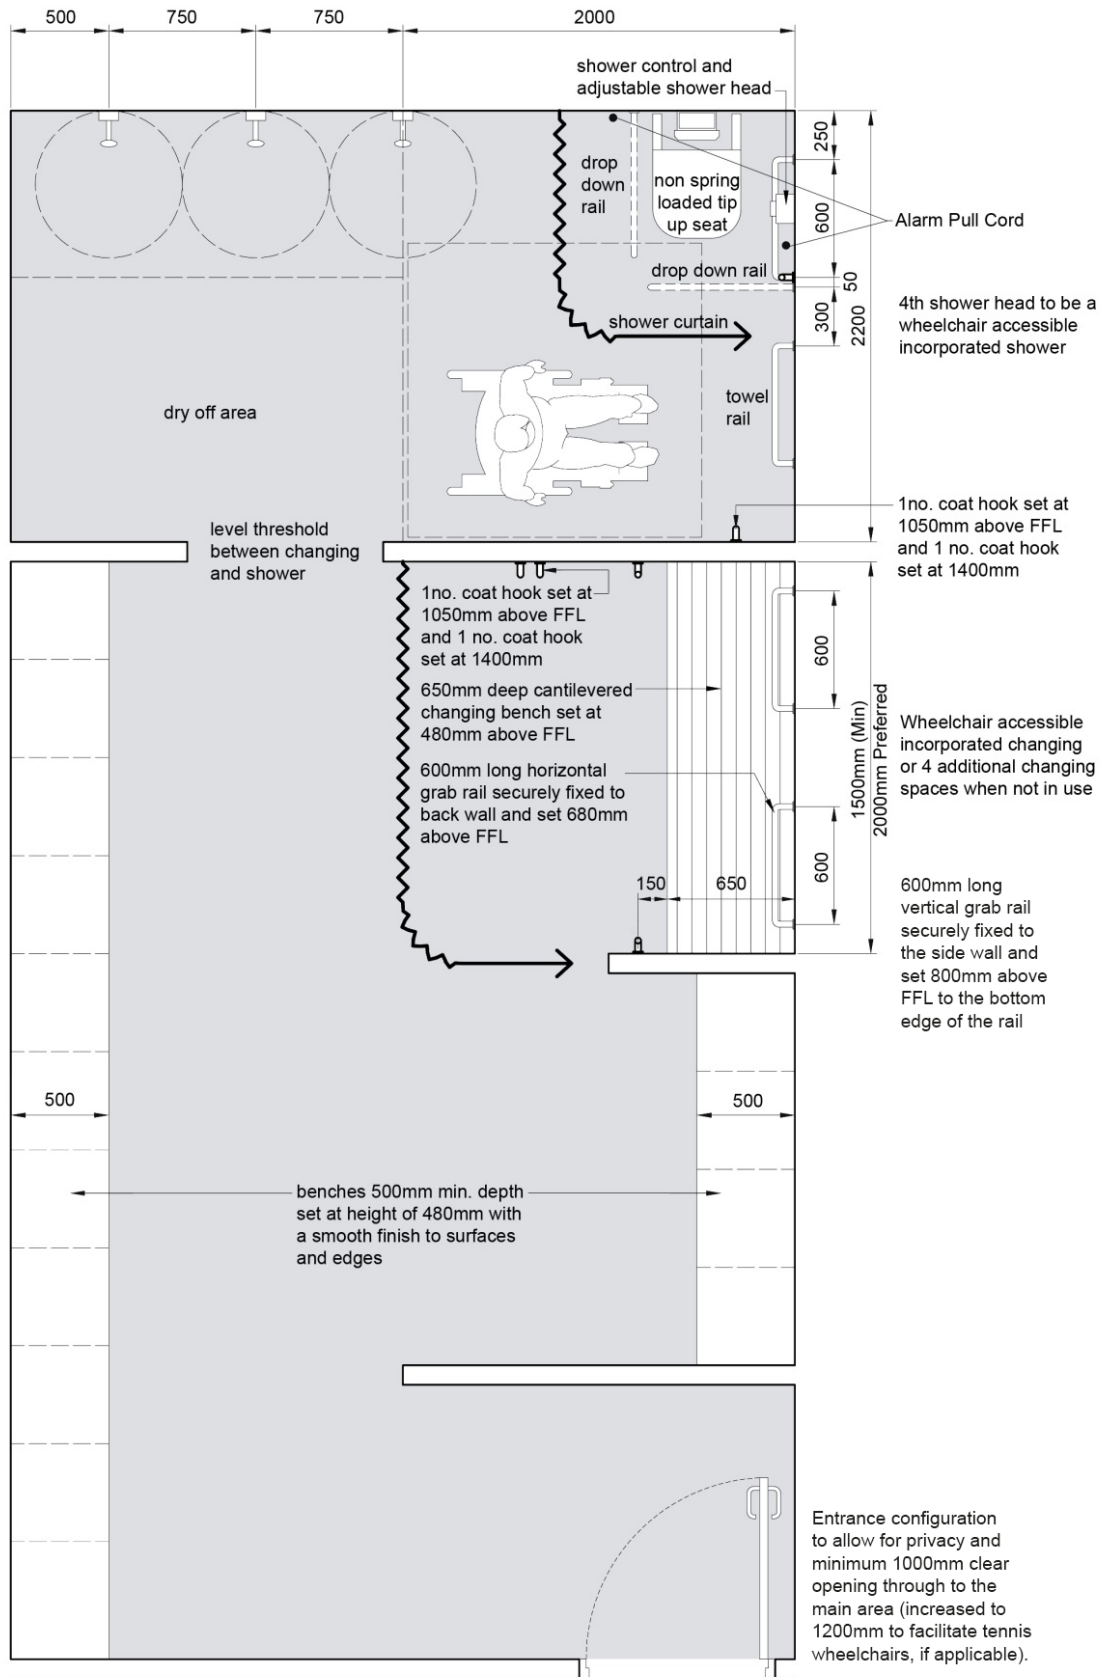 500
750
750
2000
shower control and
adjustable shower head
250
drop
down
rail
non spring
loaded tip
up seat
600
Alarm Pull Cord
drop down rail
50
shower curtain
300
2200
4th shower head to be a
wheelchair accessible
incorporated shower
dry off area
towel
rail
1no. coat hook set at
1050mm above FFL
and 1 no. coat hook
set at 1400mm
level threshold
between changing
and shower
1no. coat hook set at
1050mm above FFL
and 1 no. coat hook
set at 1400mm
600
650mm deep cantilevered
changing bench set at
480mm above FFL
1500mm (Min)
2000mm Preferred
Wheelchair accessible
incorporated changing
or 4 additional changing
spaces when not in use
600mm long horizontal
grab rail securely fixed to
back wall and set 680mm
above FFL
600
150
650
600mm long
vertical grab rail
securely fixed to
the side wall and
set 800mm above
FFL to the bottom
edge of the rail
500
500
benches 500mm min. depth
set at height of 480mm with
a smooth finish to surfaces
and edges
Entrance configuration
to allow for privacy and
minimum 1000mm clear
opening through to the
main area (increased to
1200mm to facilitate tennis
wheelchairs, if applicable).